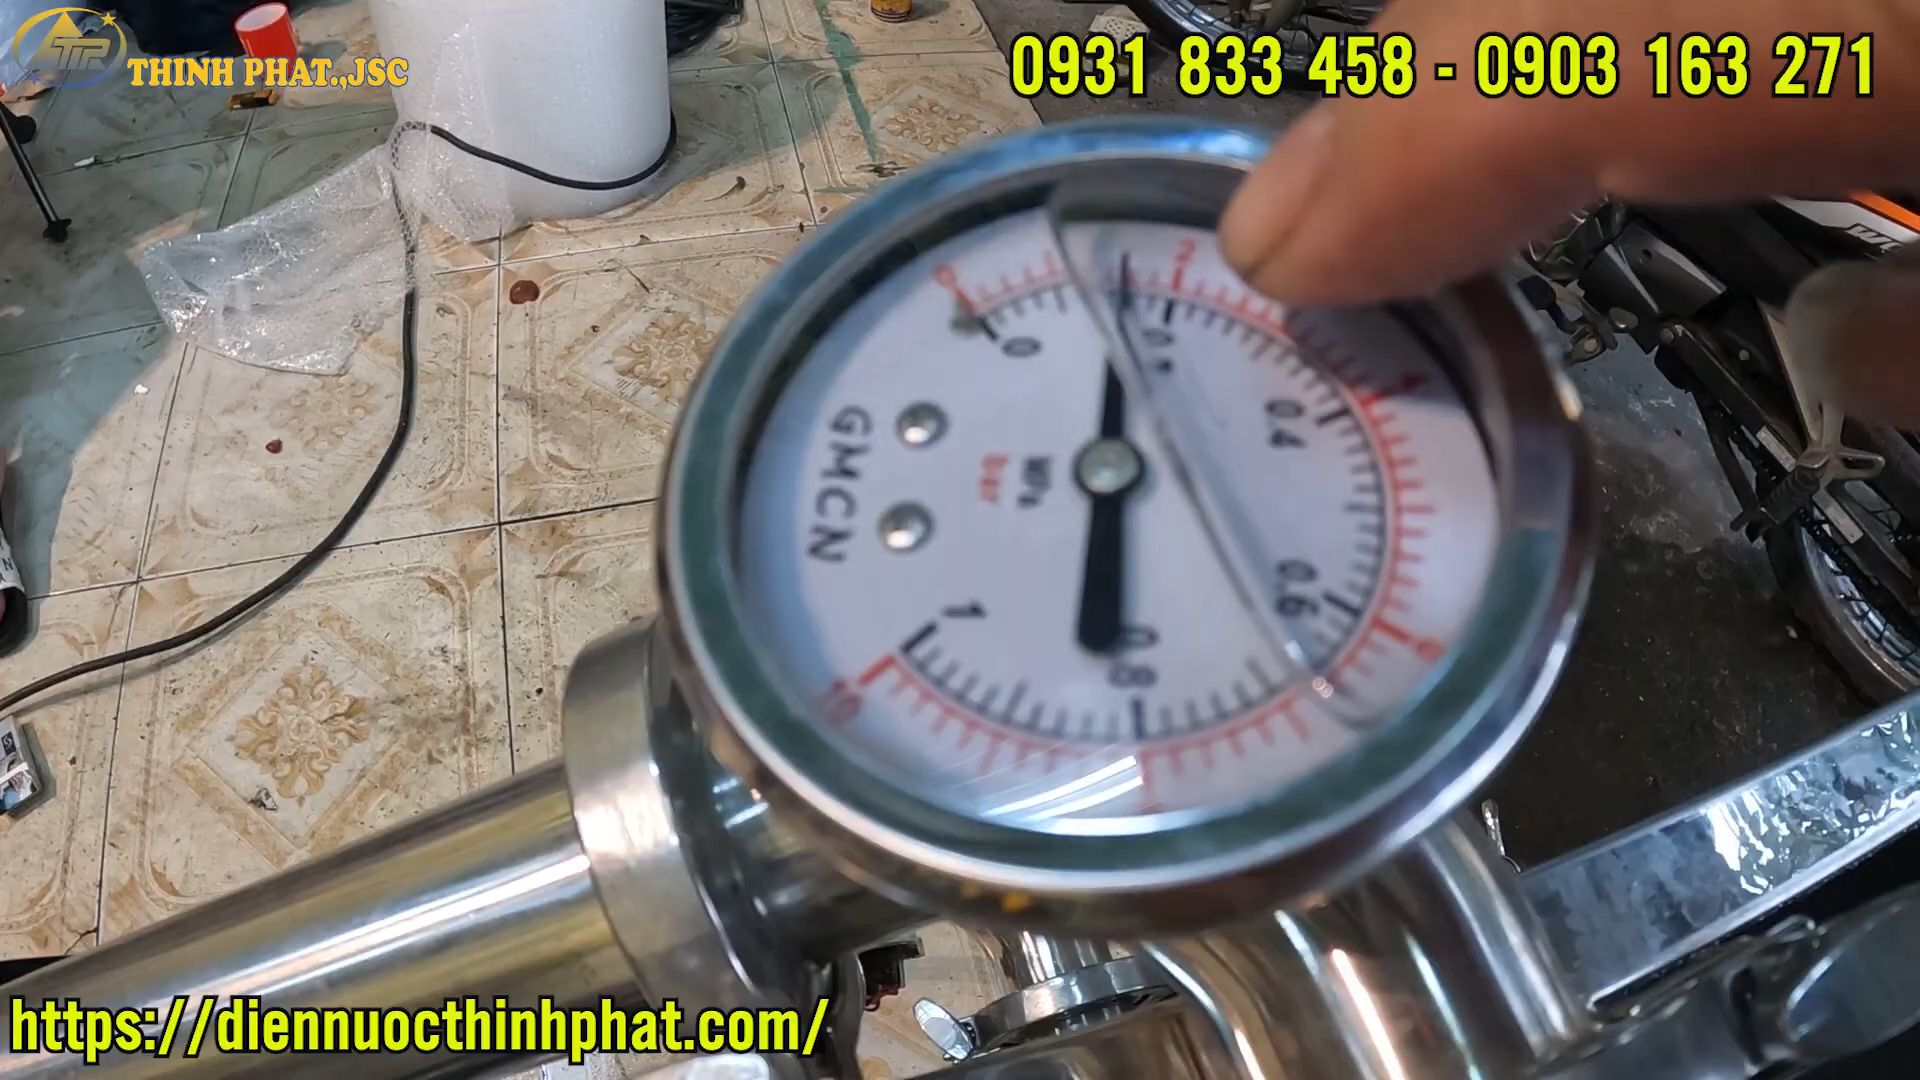 THINH PHAT.,JSC
0931 833 458 - 0903 163 271
0
2
0
0.4
0.6
0.8
1
10
MPa
bar
GMCN
https://diennuocthinhphat.com/